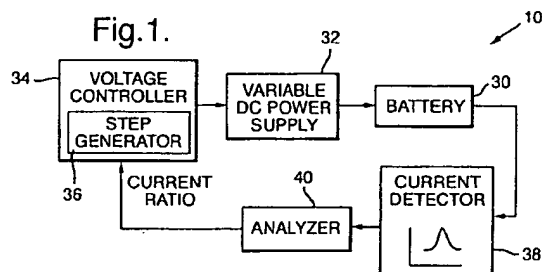 Fig.1.
10
34
VOLTAGE
CONTROLLER
STEP
GENERATOR
36
32
VARIABLE
DC POWER
SUPPLY
30
BATTERY
CURRENT
RATIO
40
ANALYZER
CURRENT
DETECTOR
38